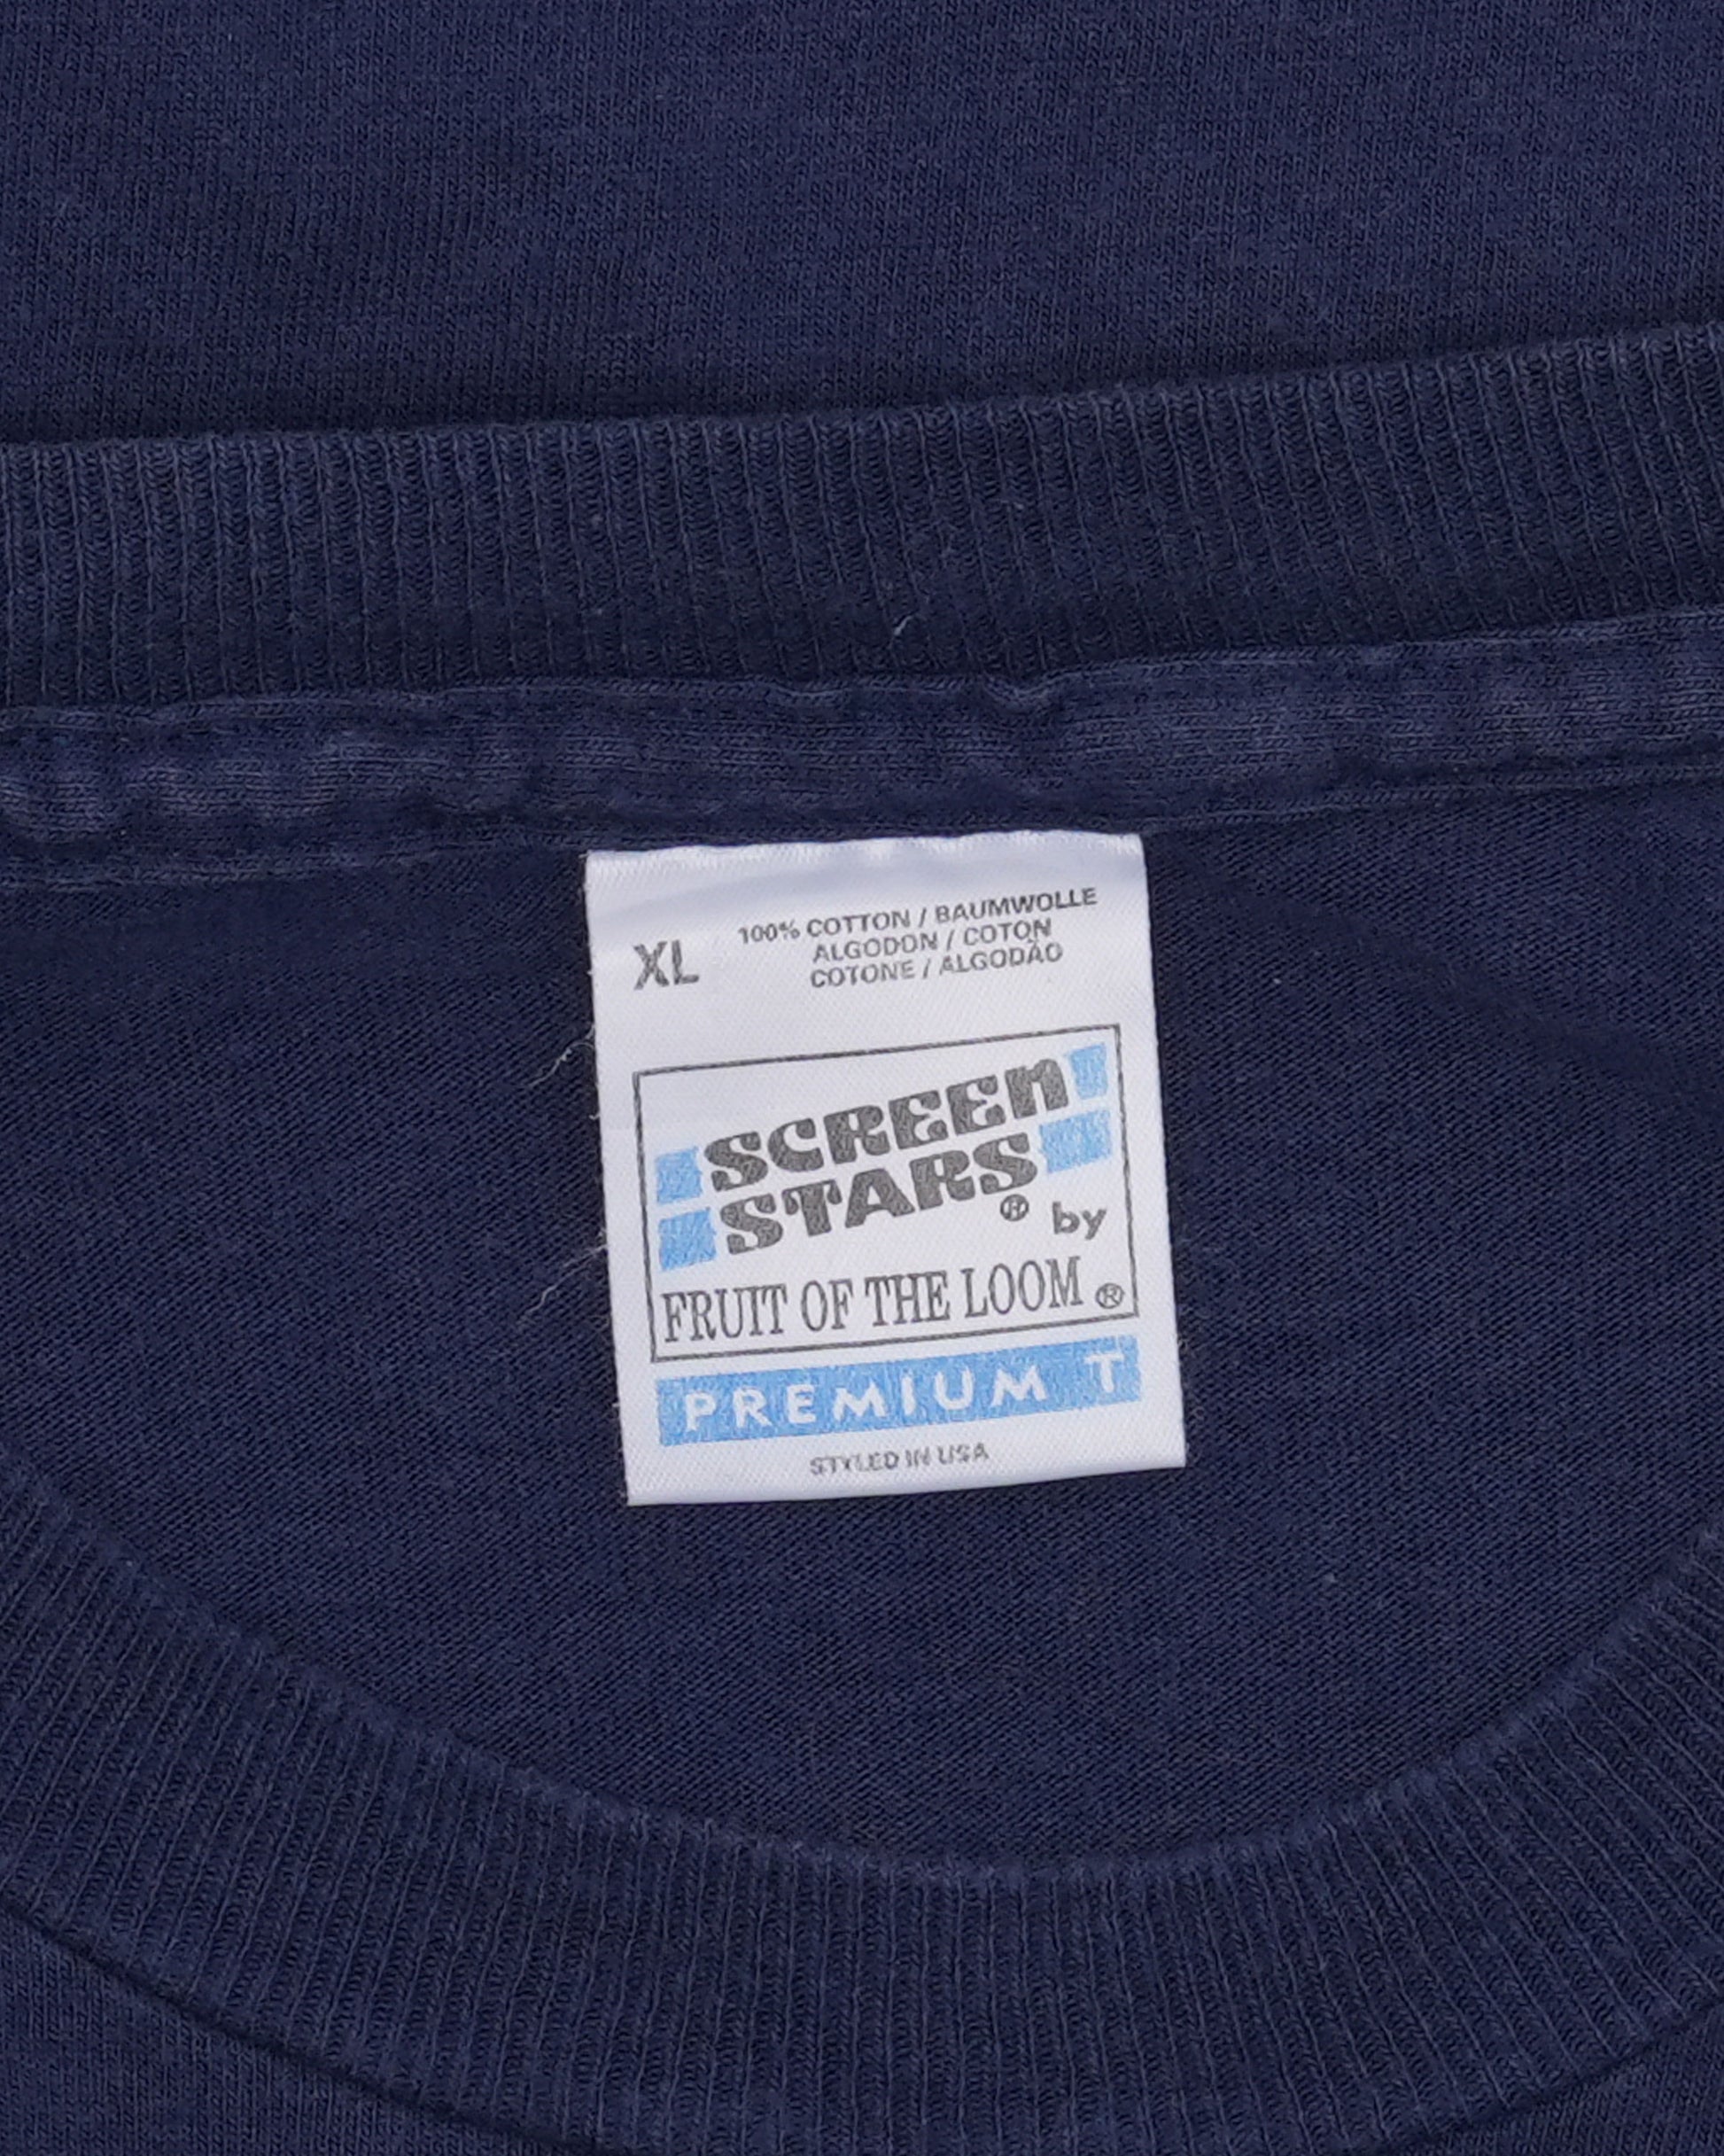 XL
100% COTTON / BAUMWOLLE
ALGODON / COTON
COTONE / ALGODÃO
SCREEN
STARS® by
FRUIT OF THE LOOM®
PREMIUM T
STYLED IN USA